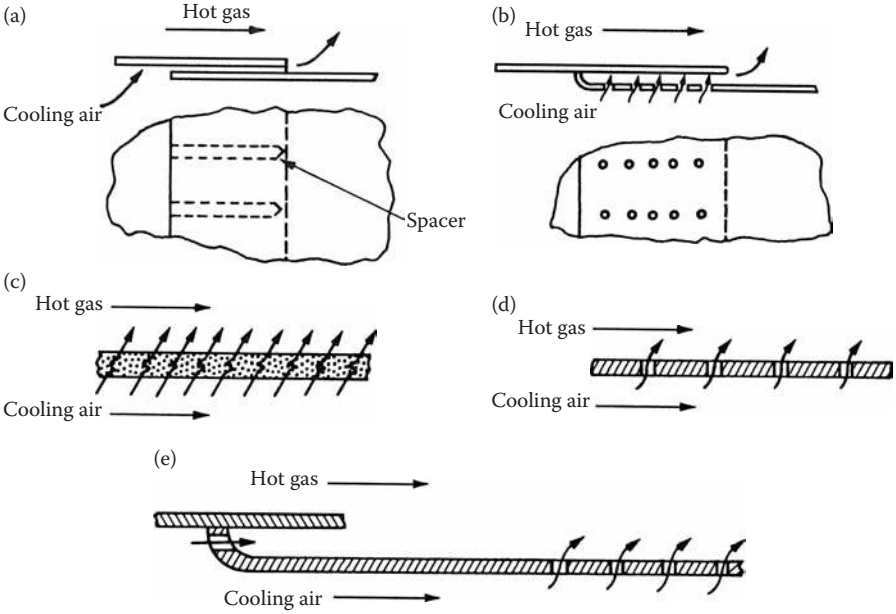 (a)
Hot gas
Cooling air
Spacer
(b)
Hot gas
Cooling air
(c)
Hot gas
Cooling air
(d)
Hot gas
Cooling air
(e)
Hot gas
Cooling air